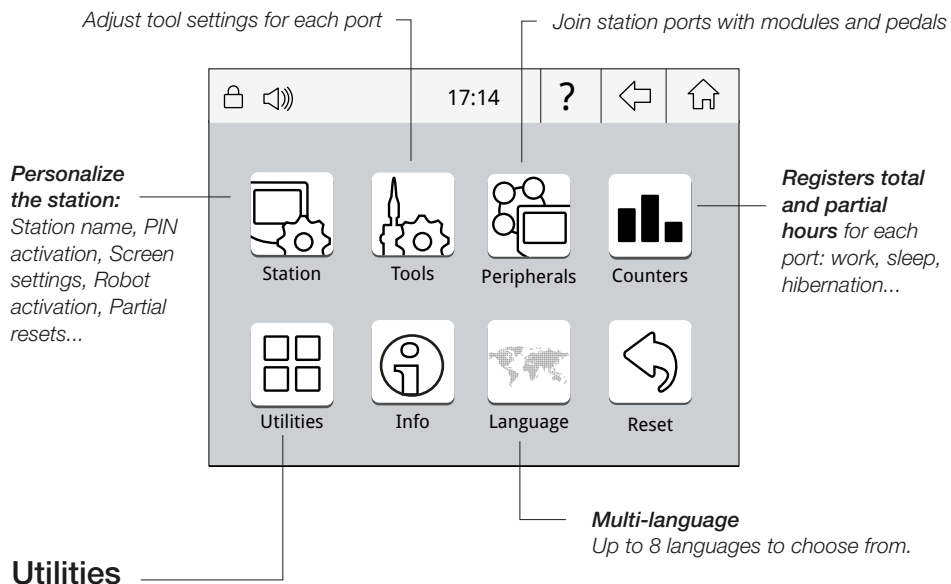 Adjust tool settings for each port
Join station ports with modules and pedals
17:14
?
Personalize
the station:
Station name, PIN
activation, Screen
settings, Robot
activation, Partial
resets...
Registers total
and partial
hours for each
port: work, sleep,
hibernation...
Station
Tools
Peripherals
Counters
Utilities
Info
Language
Reset
Multi-language
Up to 8 languages to choose from.
Utilities